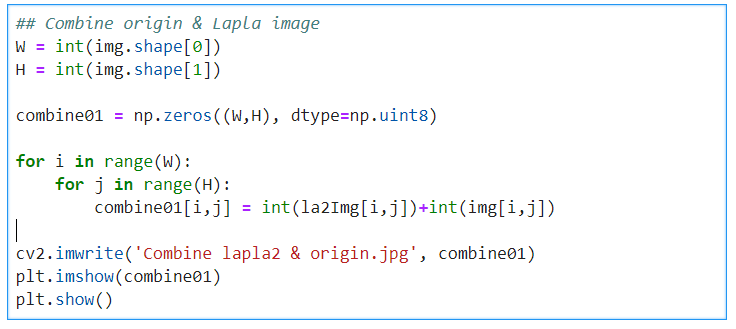 ## Combine origin & Lapla image
W = int(img.shape[0])
H = int(img.shape[1])

combine01 = np.zeros((W,H), dtype=np.uint8)

for i in range(W):
    for j in range(H):
        combine01[i,j] = int(la2Img[i,j])+int(img[i,j])

cv2.imwrite('Combine lapla2 & origin.jpg', combine01)
plt.imshow(combine01)
plt.show()